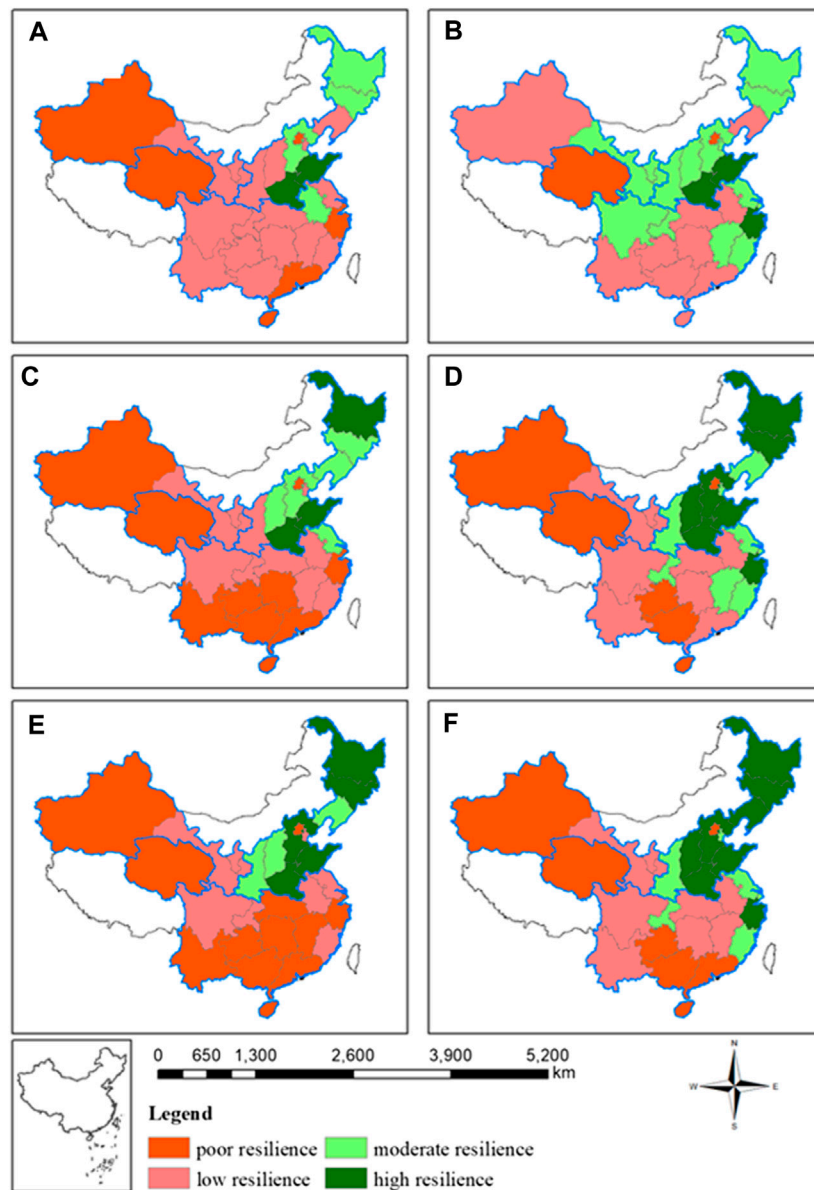 A
B
C
D
E
F
0 650 1,300 2,600 3,900 5,200
km
N
W E
S
Legend
poor resilience moderate resilience
low resilience high resilience